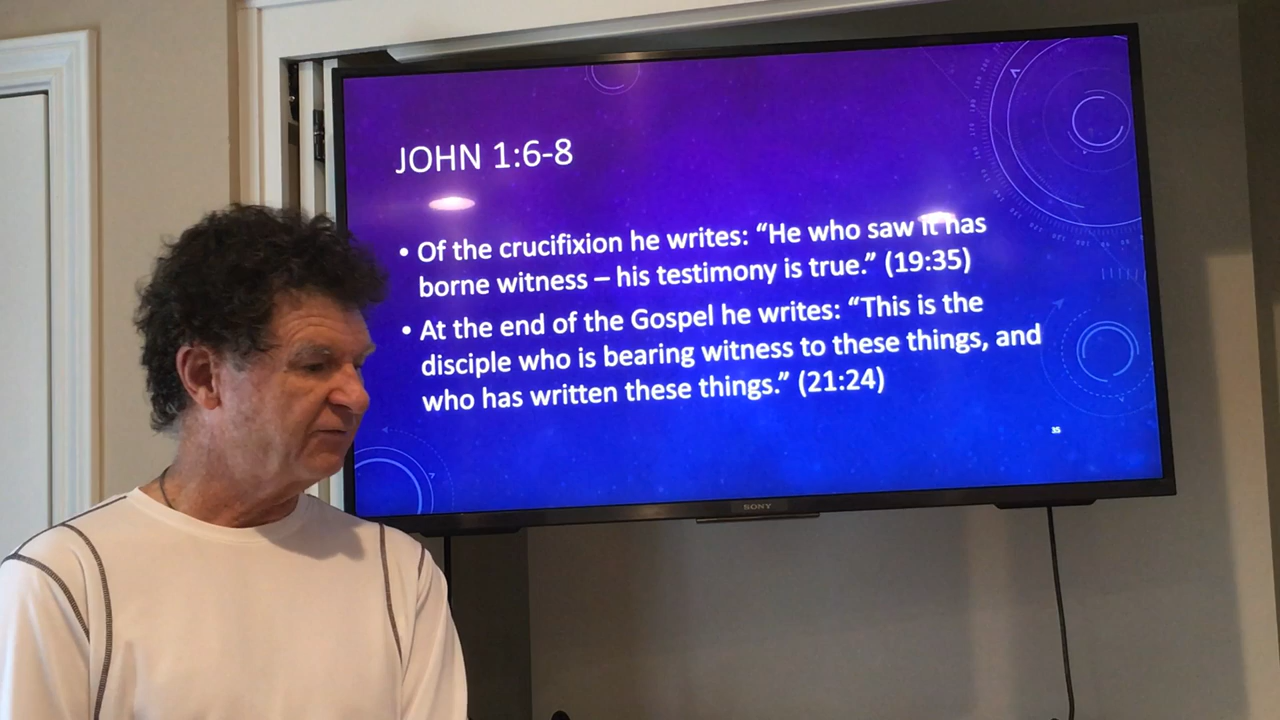 JOHN 1:6-8
• Of the crucifixion he writes: “He who saw it has
borne witness – his testimony is true.” (19:35)
• At the end of the Gospel he writes: “This is the
disciple who is bearing witness to these things, and
who has written these things.” (21:24)
35
SONY